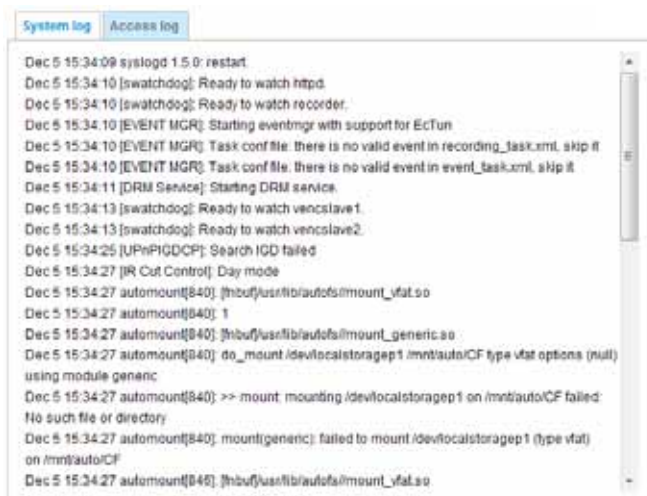 System log Access log
Dec 5 15:34:09 syslogd 1.5.0: restart.
Dec 5 15:34:10 [swatchdog]: Ready to watch httpd.
Dec 5 15:34:10 [swatchdog]: Ready to watch recorder.
Dec 5 15:34:10 [EVENT MGR]: Starting eventmgr with support for EcTun
Dec 5 15:34:10 [EVENT MGR]: Task conf file: there is no valid event in recording_task.xml, skip it
Dec 5 15:34:10 [EVENT MGR]: Task conf file: there is no valid event in event_task.xml, skip it
Dec 5 15:34:11 [DRM Service]: Starting DRM service.
Dec 5 15:34:13 [swatchdog]: Ready to watch vencslave1.
Dec 5 15:34:13 [swatchdog]: Ready to watch vencslave2.
Dec 5 15:34:25 [UPnPIGDCP]: Search IGD failed
Dec 5 15:34:27 [IR Cut Control]: Day mode
Dec 5 15:34:27 automount[840]: [fnbuf]/usr/lib/autofs//mount_vfat.so
Dec 5 15:34:27 automount[840]: 1
Dec 5 15:34:27 automount[840]: [fnbuf]/usr/lib/autofs//mount_generic.so
Dec 5 15:34:27 automount[840]: do_mount /dev/localstoragep1 /mnt/auto/CF type vfat options (null)
using module generic
Dec 5 15:34:27 automount[840]: >> mount: mounting /dev/localstoragep1 on /mnt/auto/CF failed:
No such file or directory
Dec 5 15:34:27 automount[840]: mount(generic): failed to mount /dev/localstoragep1 (type vfat)
on /mnt/auto/CF
Dec 5 15:34:27 automount[846]: [fnbuf]/usr/lib/autofs//mount_vfat.so